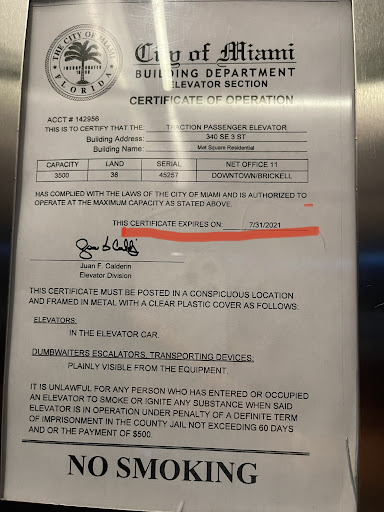 THE CITY OF MIAMI
INCORPORATED
18 96
FLORIDA
City of Miami
BUILDING DEPARTMENT
ELEVATOR SECTION
CERTIFICATE OF OPERATION
ACCT # 142956
THIS IS TO CERTIFY THAT THE: TRACTION PASSENGER ELEVATOR
Building Address: 340 SE 3 ST
Building Name: Met Square Residential
CAPACITY LAND SERIAL NET OFFICE 11
3500 38 45257 DOWNTOWN/BRICKELL
HAS COMPLIED WITH THE LAWS OF THE CITY OF MIAMI AND IS AUTHORIZED TO
OPERATE AT THE MAXIMUM CAPACITY AS STATED ABOVE.
THIS CERTIFICATE EXPIRES ON: 7/31/2021
Juan F. Calderin
Elevator Division
THIS CERTIFICATE MUST BE POSTED IN A CONSPICUOUS LOCATION
AND FRAMED IN METAL WITH A CLEAR PLASTIC COVER AS FOLLOWS:
ELEVATORS:
IN THE ELEVATOR CAR.
DUMBWAITERS ESCALATORS, TRANSPORTING DEVICES:
PLAINLY VISIBLE FROM THE EQUIPMENT.
IT IS UNLAWFUL FOR ANY PERSON WHO HAS ENTERED OR OCCUPIED
AN ELEVATOR TO SMOKE OR IGNITE ANY SUBSTANCE WHEN SAID
ELEVATOR IS IN OPERATION UNDER PENALTY OF A DEFINITE TERM
OF IMPRISONMENT IN THE COUNTY JAIL NOT EXCEEDING 60 DAYS
AND OR THE PAYMENT OF $500.
NO SMOKING